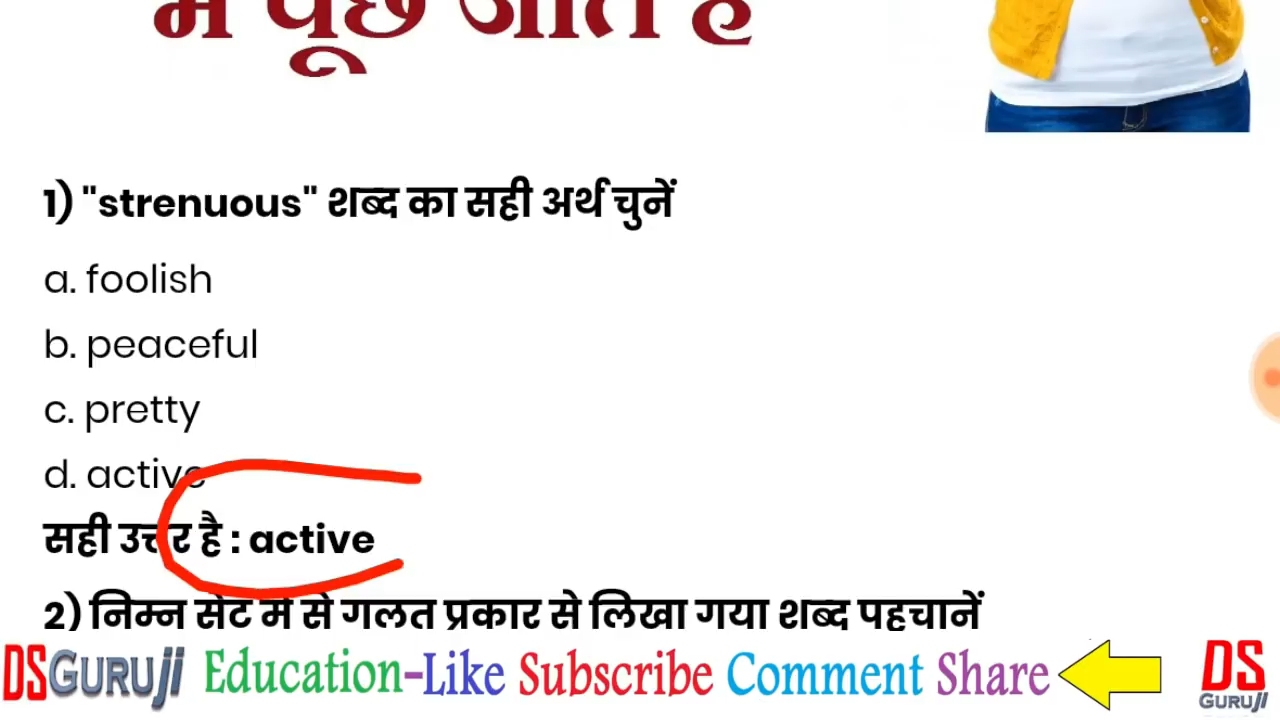 में पूछे जाते है
1) "strenuous" शब्द का सही अर्थ चुनें
a. foolish
b. peaceful
c. pretty
d. active
सही उत्तर है : active
2) निम्न सेट में से गलत प्रकार से लिखा गया शब्द पहचानें
DSGURUJI Education-Like Subscribe Comment Share
DS
GURUJI